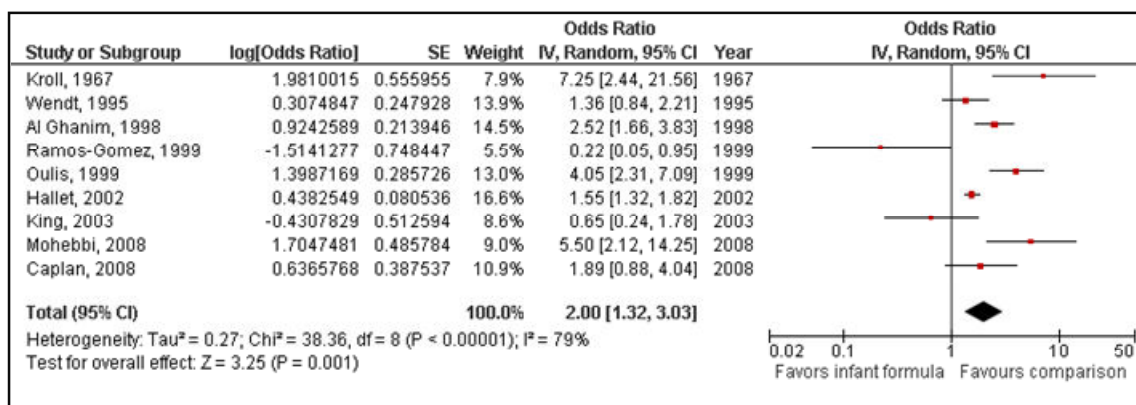 Odds Ratio Odds Ratio
Study or Subgroup log[Odds Ratio] SE Weight IV, Random, 95% CI Year IV, Random, 95% CI
Kroll, 1967 1.9810015 0.555955 7.9% 7.25 [2.44, 21.56] 1967
Wendt, 1995 0.3074847 0.247928 13.9% 1.36 [0.84, 2.21] 1995
Al Ghanim, 1998 0.9242589 0.213946 14.5% 2.52 [1.66, 3.83] 1998
Ramos-Gomez, 1999 -1.5141277 0.748447 5.5% 0.22 [0.05, 0.95] 1999
Oulis, 1999 1.3987169 0.285726 13.0% 4.05 [2.31, 7.09] 1999
Hallet, 2002 0.4382549 0.080536 16.6% 1.55 [1.32, 1.82] 2002
King, 2003 -0.4307829 0.512594 8.6% 0.65 [0.24, 1.78] 2003
Mohebbi, 2008 1.7047481 0.485784 9.0% 5.50 [2.12, 14.25] 2008
Caplan, 2008 0.6365768 0.387537 10.9% 1.89 [0.88, 4.04] 2008
Total (95% CI) 100.0% 2.00 [1.32, 3.03]
Heterogeneity: Tau² = 0.27; Chi² = 38.36, df = 8 (P < 0.00001); I² = 79%
Test for overall effect: Z = 3.25 (P = 0.001)
0.02 0.1 1 10 50
Favors infant formula Favours comparison